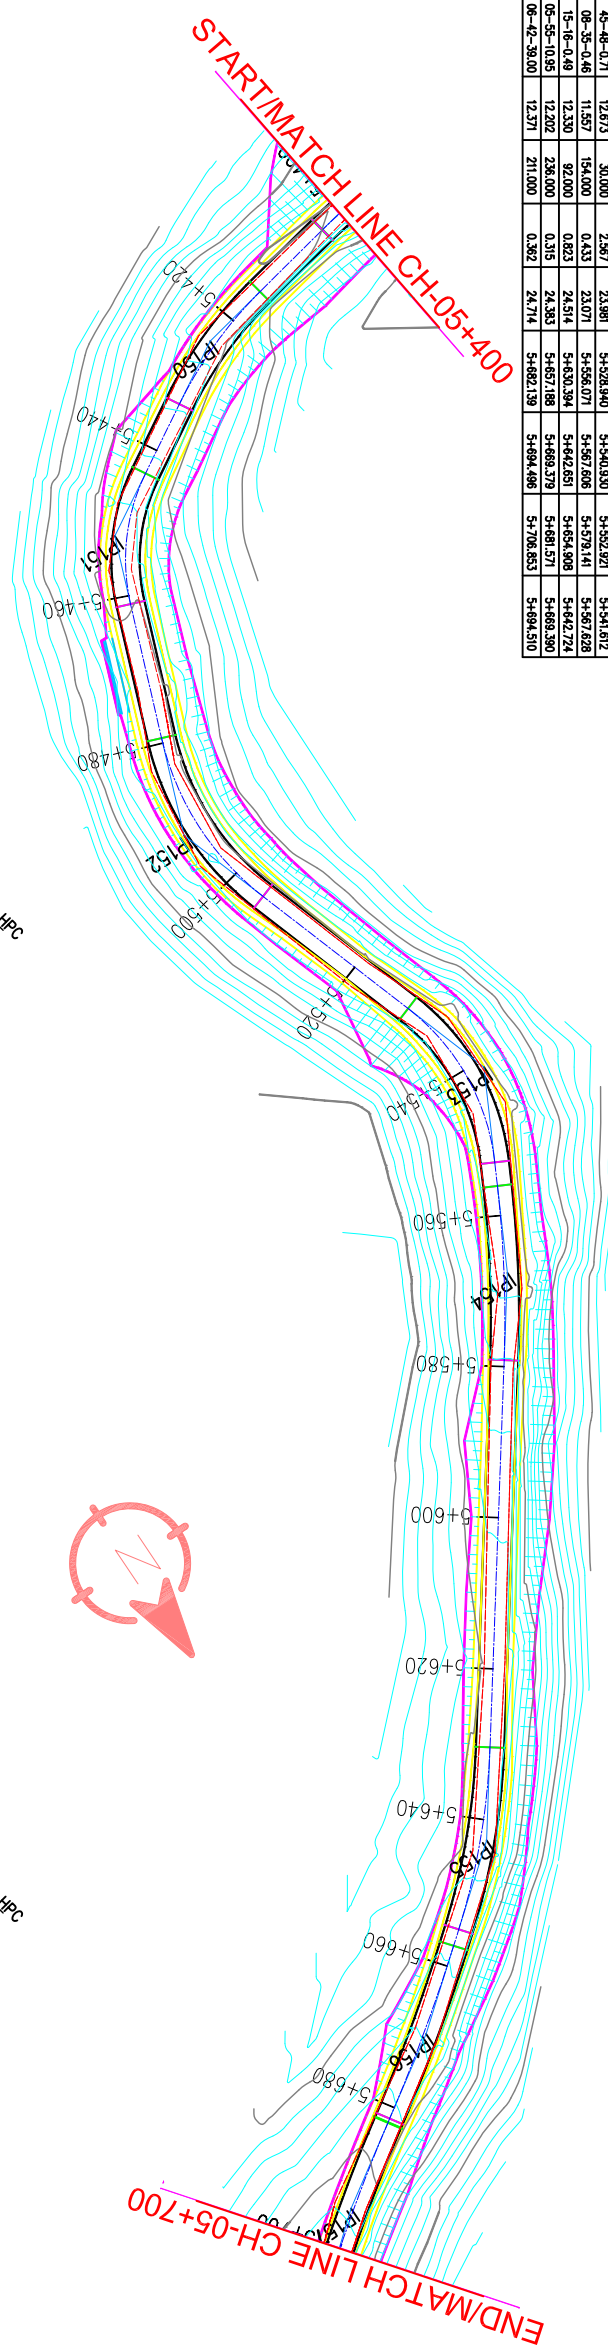 45-48-0.71 12.673 30.000 2.567 23.981 5+528.940 5+540.930 5+552.921 5+541.612
08-35-0.46 11.557 154.000 0.433 23.071 5+556.071 5+567.606 5+579.141 5+567.628
15-16-0.49 12.330 92.000 0.823 24.514 5+630.394 5+642.651 5+654.908 5+642.724
05-55-10.95 12.202 236.000 0.315 24.383 5+657.188 5+669.379 5+681.571 5+669.390
06-42-39.00 12.371 211.000 0.362 24.714 5+682.139 5+694.496 5+706.853 5+694.510
START/MATCH LINE CH-05+400
5+420
IP150
5+440
IP151
5+460
5+480
IP152
5+500
HPC
5+520
IP153
5+540
5+560
IP154
5+580
N
5+600
5+620
5+640
IP155
HPC
5+660
IP156
5+680
IP157
END/MATCH LINE CH-05+700